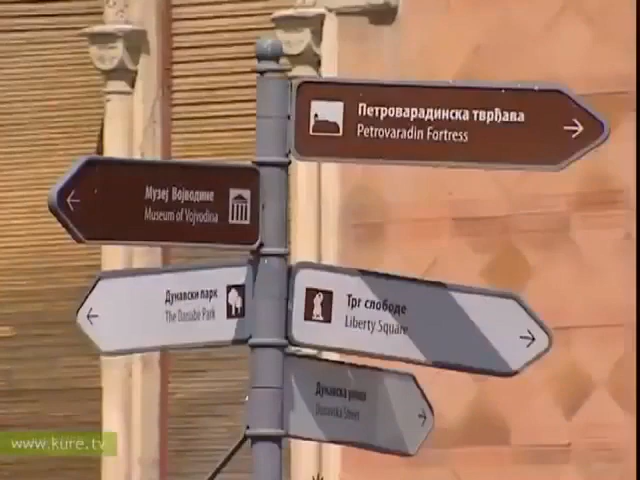 Петроварадинска тврђава
Petrovaradin Fortress
Музеј Војводине
Museum of Vojvodina
Дунавски парк
The Danube Park
Трг слободе
Liberty Square
Дунавска улица
Dunavska Street
www.kure.tv